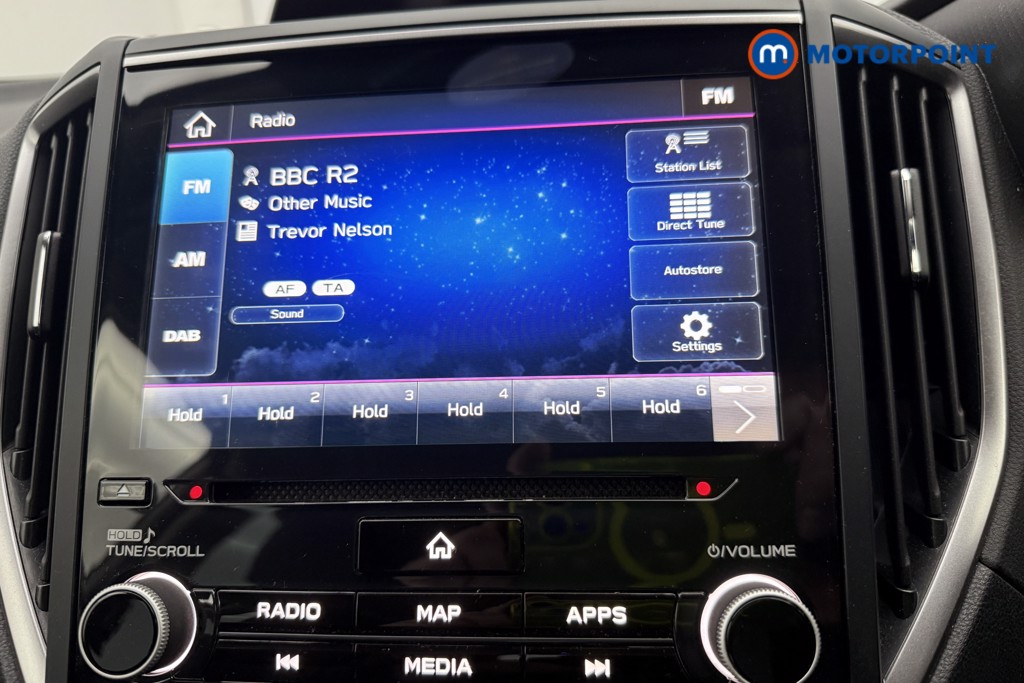 m MOTORPOINT
Radio
FM
FM
AM
DAB
BBC R2
Other Music
Trevor Nelson
AF TA
Sound
Station List
Direct Tune
Autostore
Settings
1 2 3 4 5 6
Hold Hold Hold Hold Hold Hold
HOLD
TUNE/SCROLL
/VOLUME
RADIO MAP APPS
MEDIA